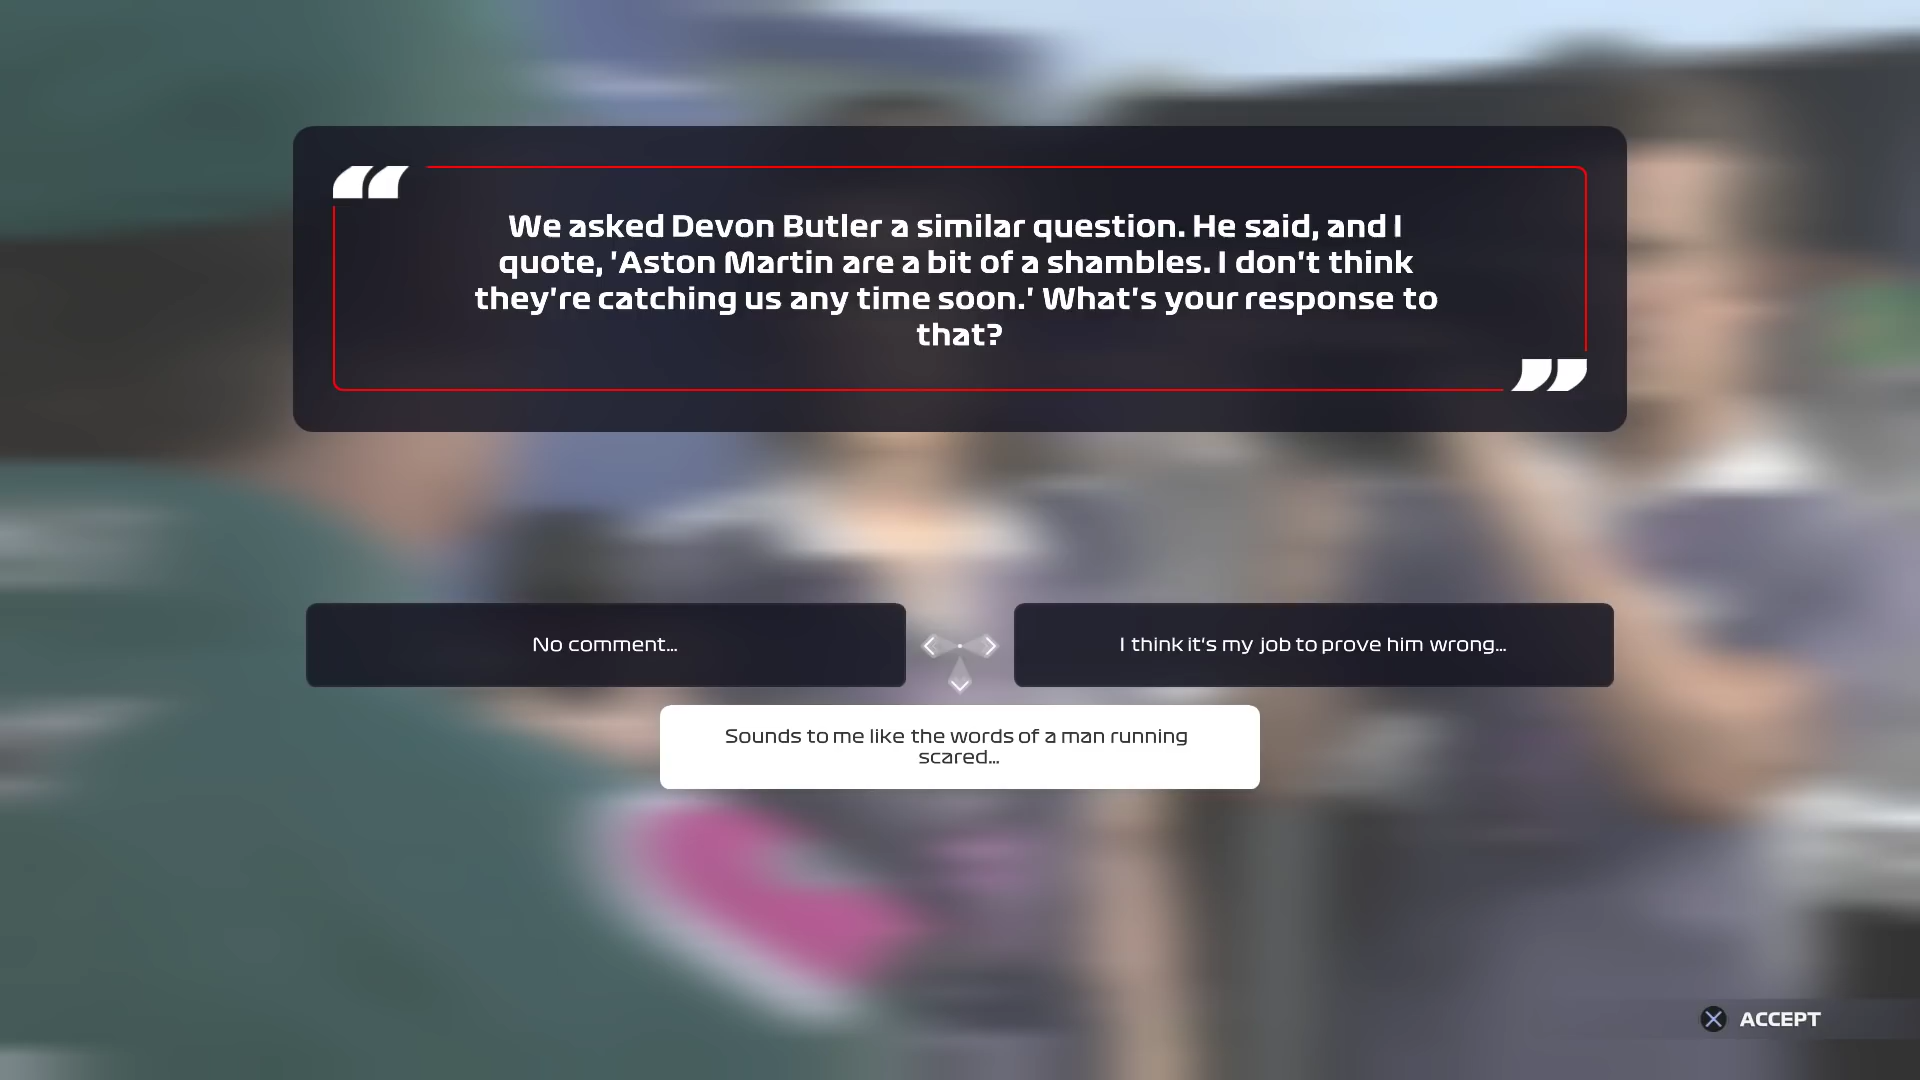 We asked Devon Butler a similar question. He said, and I
quote, 'Aston Martin are a bit of a shambles. I don't think
they're catching us any time soon.' What's your response to
that?
No comment...
I think it's my job to prove him wrong...
Sounds to me like the words of a man running
scared...
ACCEPT